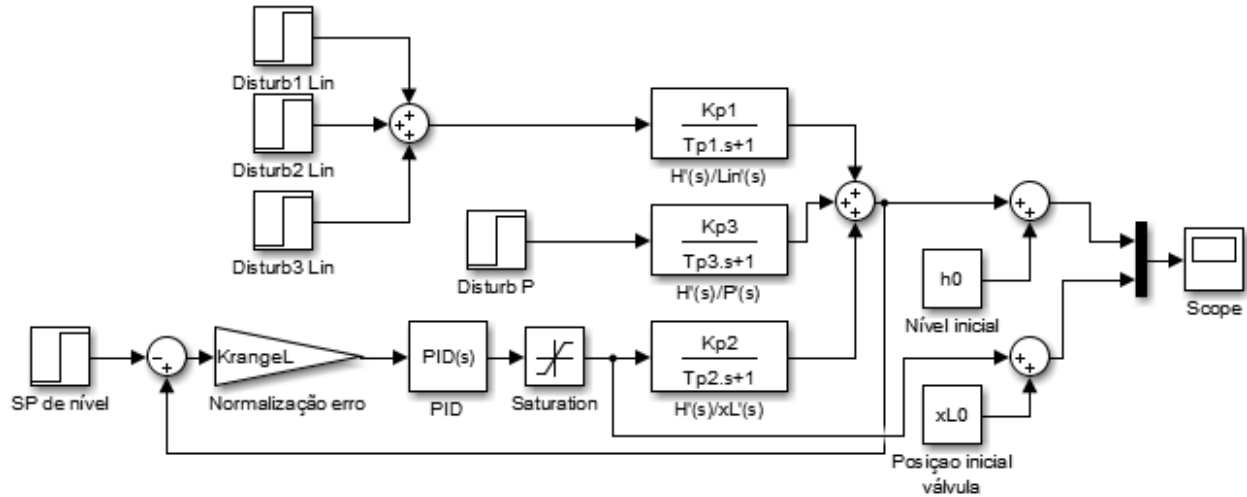 Disturb1 Lin
Disturb2 Lin
Disturb3 Lin
+
+
+
Kp1
Tp1.s+1
H'(s)/Lin'(s)
Disturb P
Kp3
Tp3.s+1
H'(s)/P'(s)
+
+
+
+
+
h0
Nível inicial
Scope
SP de nível
-
+
KrangeL
Normalização erro
PID(s)
PID
Saturation
Kp2
Tp2.s+1
H'(s)/xL'(s)
+
+
xL0
Posiçao inicial
válvula